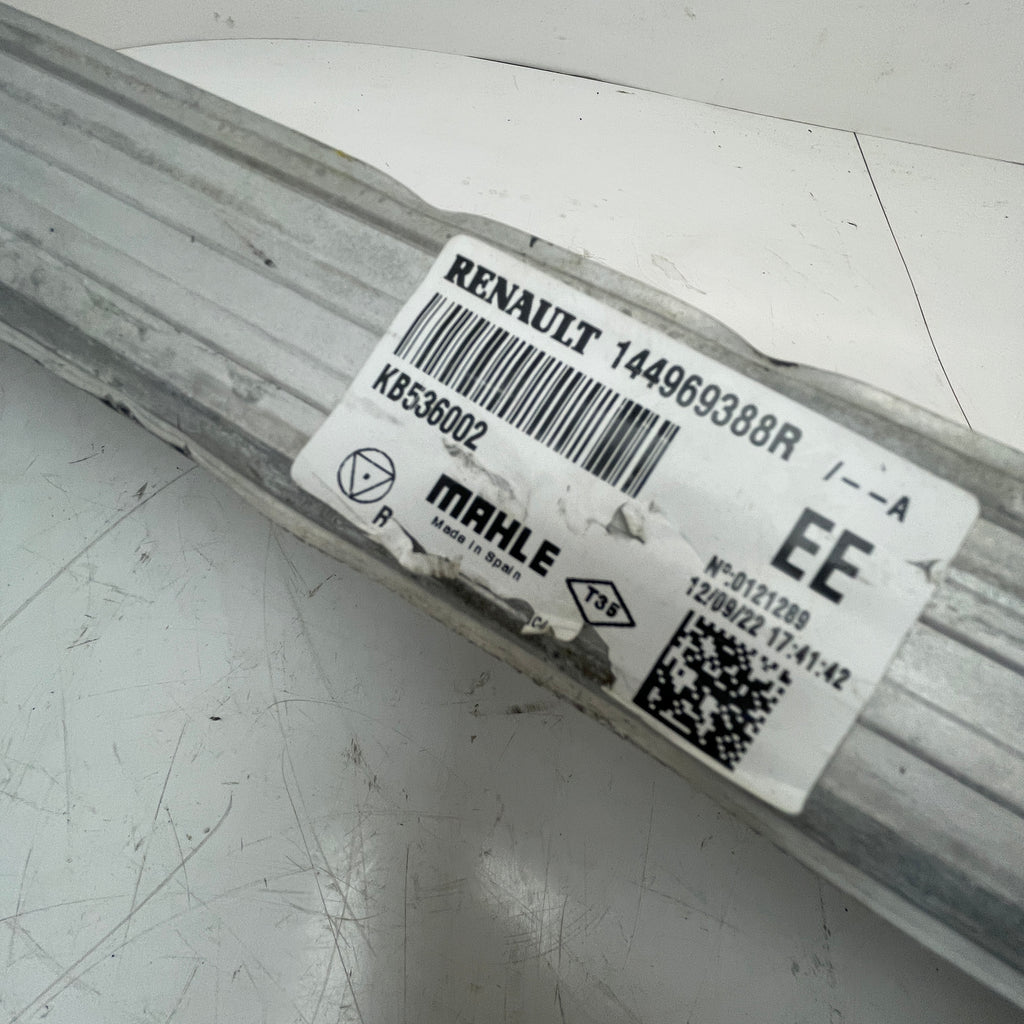 RENAULT 144969388R /--A
KB536002
EE
R
MAHLE
Made in Spain
T35
Nº:0121289
12/09/22 17:41:42